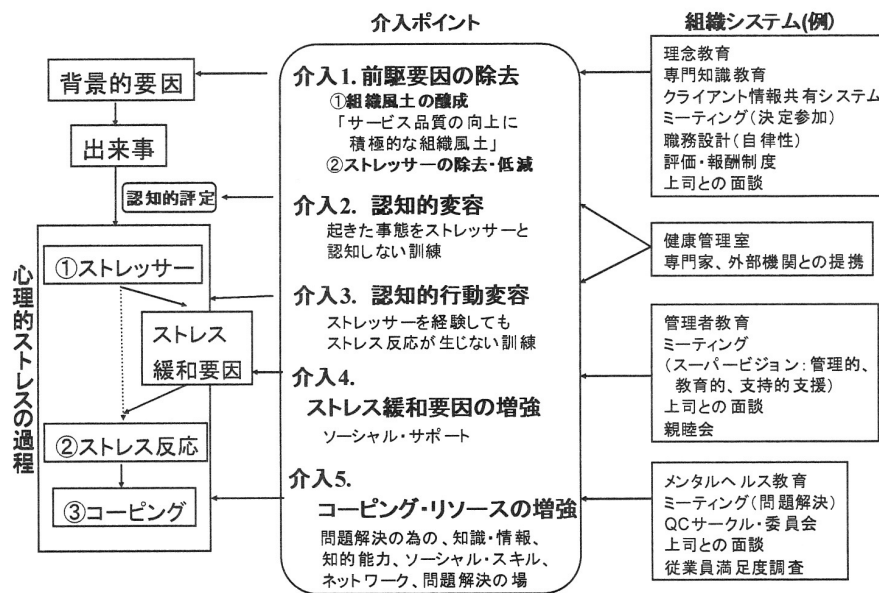 介入ポイント
組織システム(例)
背景的要因
出来事
認知的評定
心理的ストレスの過程
①ストレッサー
ストレス
緩和要因
②ストレス反応
③コーピング
介入1. 前駆要因の除去
①組織風土の醸成
「サービス品質の向上に
積極的な組織風土」
②ストレッサーの除去・低減
介入2. 認知的変容
起きた事態をストレッサーと
認知しない訓練
介入3. 認知的行動変容
ストレッサーを経験しても
ストレス反応が生じない訓練
介入4.
ストレス緩和要因の増強
ソーシャル・サポート
介入5.
コーピング・リソースの増強
問題解決の為の、知識・情報、
知的能力、ソーシャル・スキル、
ネットワーク、問題解決の場
理念教育
専門知識教育
クライアント情報共有システム
ミーティング(決定参加)
職務設計(自律性)
評価・報酬制度
上司との面談
健康管理室
専門家、外部機関との提携
管理者教育
ミーティング
(スーパービジョン:管理的、
教育的、支持的支援)
上司との面談
親睦会
メンタルヘルス教育
ミーティング(問題解決)
QCサークル・委員会
上司との面談
従業員満足度調査